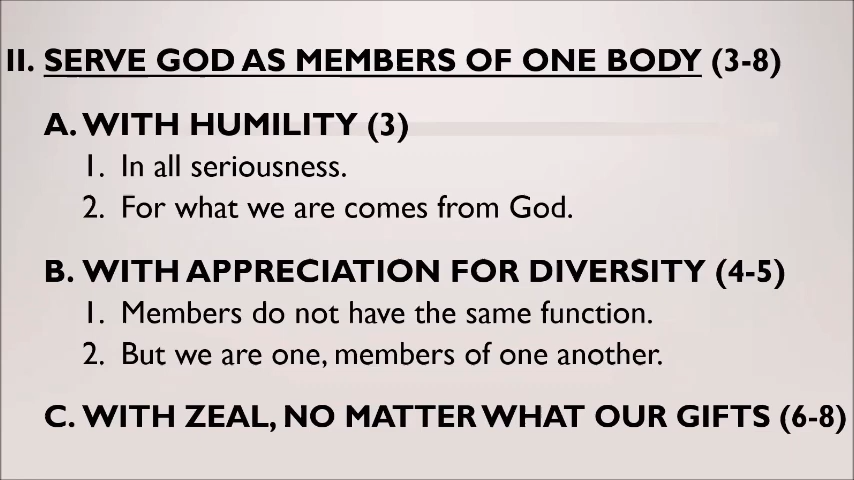 II. SERVE GOD AS MEMBERS OF ONE BODY (3-8)
A. WITH HUMILITY (3)
1. In all seriousness.
2. For what we are comes from God.
B. WITH APPRECIATION FOR DIVERSITY (4-5)
1. Members do not have the same function.
2. But we are one, members of one another.
C. WITH ZEAL, NO MATTER WHAT OUR GIFTS (6-8)